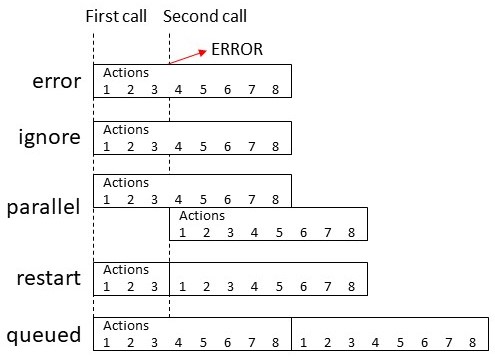 First call Second call
ERROR
error Actions
1 2 3 4 5 6 7 8
ignore Actions
1 2 3 4 5 6 7 8
parallel Actions
1 2 3 4 5 6 7 8
Actions
1 2 3 4 5 6 7 8
restart Actions
1 2 3 1 2 3 4 5 6 7 8
queued Actions
1 2 3 4 5 6 7 8 1 2 3 4 5 6 7 8